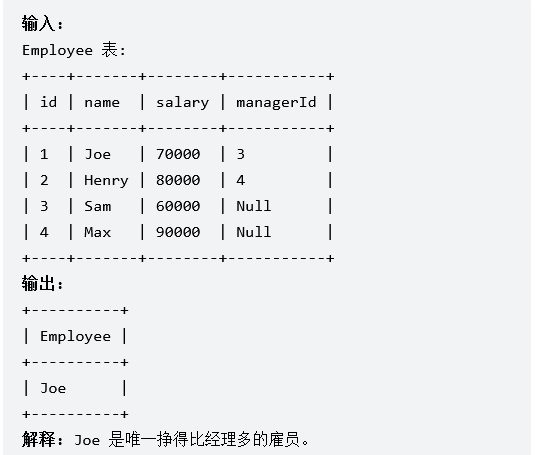 输入：
Employee 表:
+----+-------+--------+-----------+
| id | name  | salary | managerId |
+----+-------+--------+-----------+
| 1  | Joe   | 70000  | 3         |
| 2  | Henry | 80000  | 4         |
| 3  | Sam   | 60000  | Null      |
| 4  | Max   | 90000  | Null      |
+----+-------+--------+-----------+
输出：
+----------+
| Employee |
+----------+
| Joe      |
+----------+
解释：Joe 是唯一挣得比经理多的雇员。